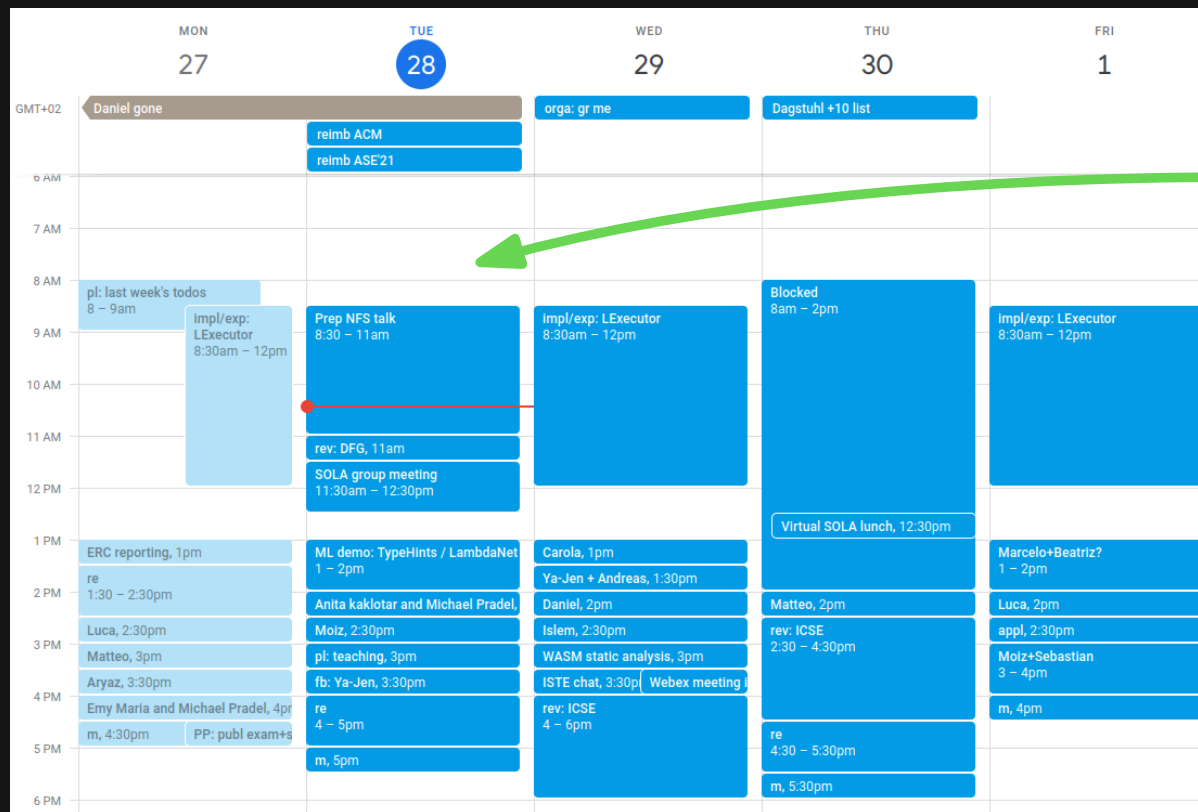 MON
27
TUE
28
WED
29
THU
30
FRI
1
GMT+02
Daniel gone
orga: gr me
Dagstuhl +10 list
reimb ACM
reimb ASE'21
6 AM
7 AM
8 AM
9 AM
10 AM
11 AM
12 PM
1 PM
2 PM
3 PM
4 PM
5 PM
6 PM
pl: last week's todos
8 – 9am
impl/exp:
LExecutor
8:30am – 12pm
ERC reporting, 1pm
re
1:30 – 2:30pm
Luca, 2:30pm
Matteo, 3pm
Aryaz, 3:30pm
Emy Maria and Michael Pradel, 4pm
m, 4:30pm
PP: publ exam+s
Prep NFS talk
8:30 – 11am
rev: DFG, 11am
SOLA group meeting
11:30am – 12:30pm
ML demo: TypeHints / LambdaNet
1 – 2pm
Anita kaklotar and Michael Pradel,
Moiz, 2:30pm
pl: teaching, 3pm
fb: Ya-Jen, 3:30pm
re
4 – 5pm
m, 5pm
impl/exp: LExecutor
8:30am – 12pm
Carola, 1pm
Ya-Jen + Andreas, 1:30pm
Daniel, 2pm
Islem, 2:30pm
WASM static analysis, 3pm
ISTE chat, 3:30p
Webex meeting i
rev: ICSE
4 – 6pm
Blocked
8am – 2pm
Virtual SOLA lunch, 12:30pm
Matteo, 2pm
rev: ICSE
2:30 – 4:30pm
re
4:30 – 5:30pm
m, 5:30pm
impl/exp: LExecutor
8:30am – 12pm
Marcelo+Beatriz?
1 – 2pm
Luca, 2pm
appl, 2:30pm
Moiz+Sebastian
3 – 4pm
m, 4pm